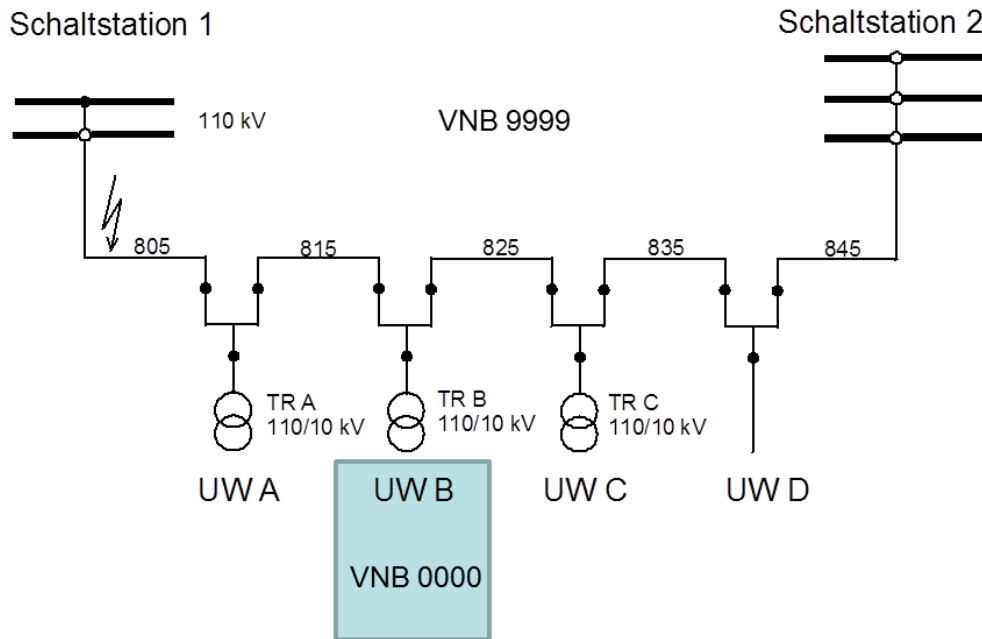 Schaltstation 1
Schaltstation 2
110 kV
VNB 9999
805
815
825
835
845
TR A
110/10 kV
TR B
110/10 kV
TR C
110/10 kV
UW A
UW B
UW C
UW D
VNB 0000